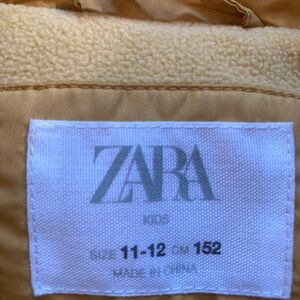 ZARA
KIDS
SIZE 11-12 CM 152
MADE IN CHINA